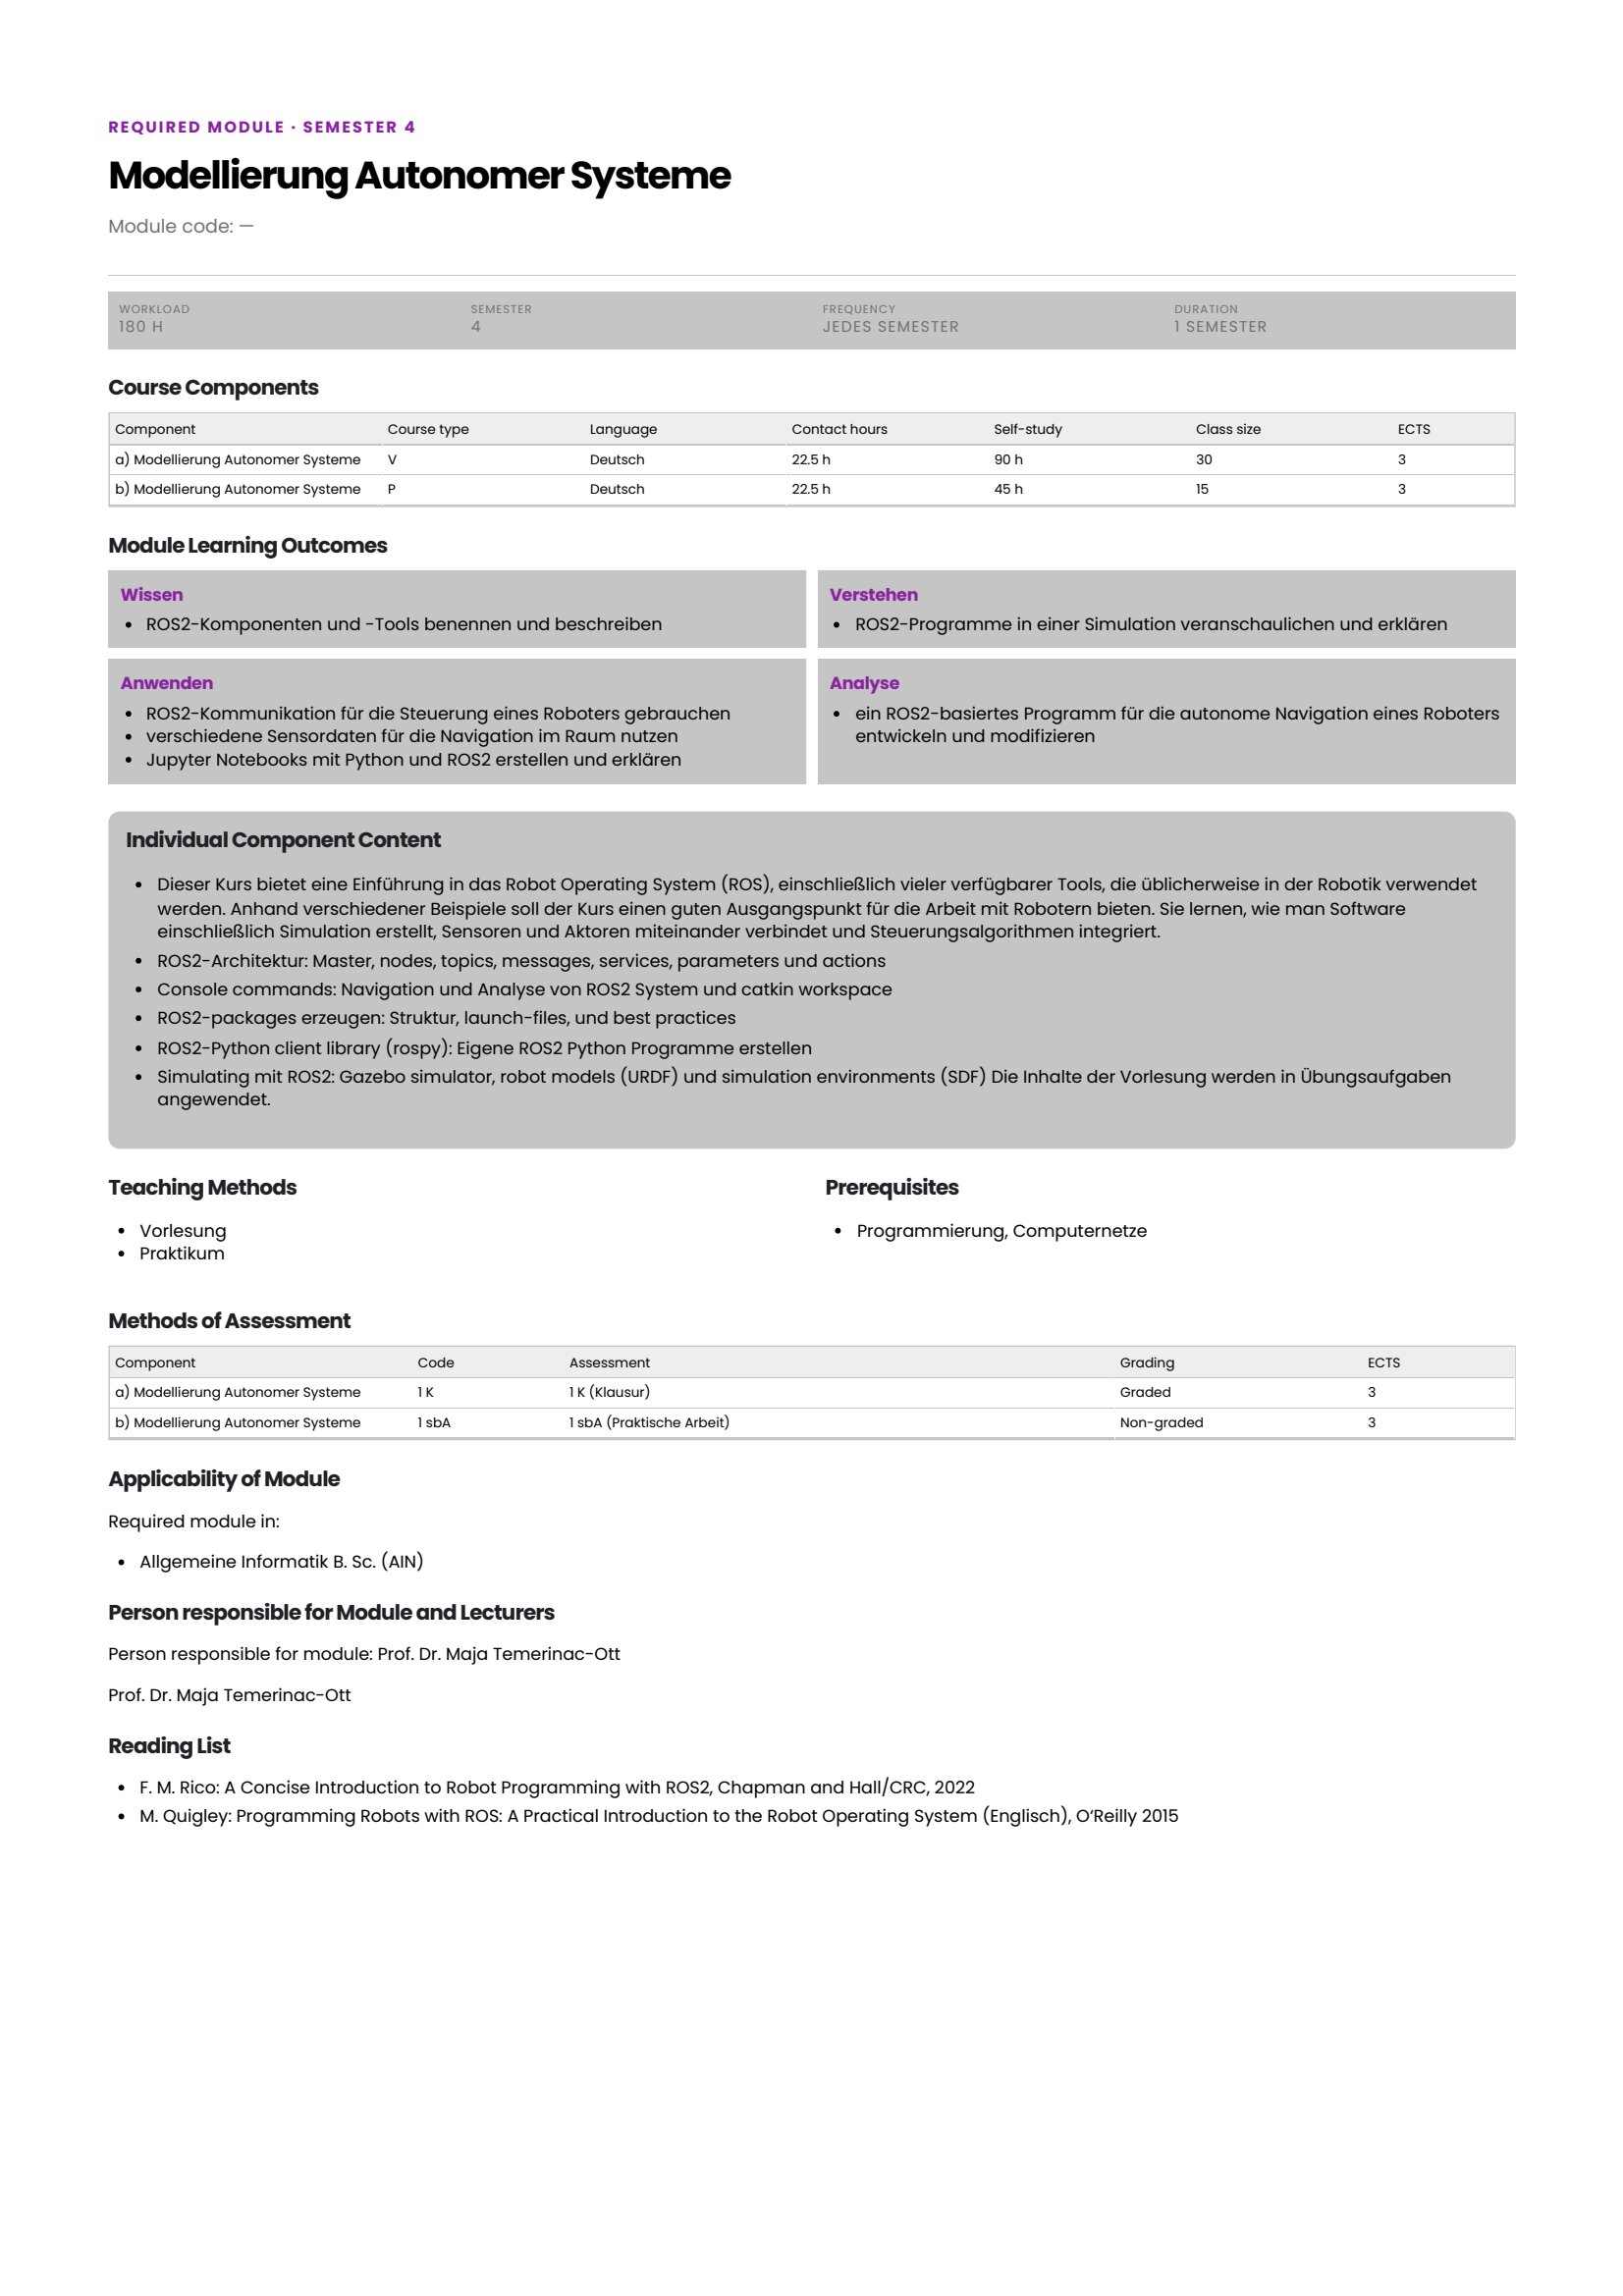 REQUIRED MODULE · SEMESTER 4
Modellierung Autonomer Systeme
Module code: —
WORKLOAD SEMESTER FREQUENCY DURATION
180 H 4 JEDES SEMESTER 1 SEMESTER
Course Components
Component Course type Language Contact hours Self-study Class size ECTS
a) Modellierung Autonomer Systeme V Deutsch 22.5 h 90 h 30 3
b) Modellierung Autonomer Systeme P Deutsch 22.5 h 45 h 15 3
Module Learning Outcomes
Wissen
• ROS2-Komponenten und -Tools benennen und beschreiben
Verstehen
• ROS2-Programme in einer Simulation veranschaulichen und erklären
Anwenden
• ROS2-Kommunikation für die Steuerung eines Roboters gebrauchen
• verschiedene Sensordaten für die Navigation im Raum nutzen
• Jupyter Notebooks mit Python und ROS2 erstellen und erklären
Analyse
• ein ROS2-basiertes Programm für die autonome Navigation eines Roboters
entwickeln und modifizieren
Individual Component Content
• Dieser Kurs bietet eine Einführung in das Robot Operating System (ROS), einschließlich vieler verfügbarer Tools, die üblicherweise in der Robotik verwendet
werden. Anhand verschiedener Beispiele soll der Kurs einen guten Ausgangspunkt für die Arbeit mit Robotern bieten. Sie lernen, wie man Software
einschließlich Simulation erstellt, Sensoren und Aktoren miteinander verbindet und Steuerungsalgorithmen integriert.
• ROS2-Architektur: Master, nodes, topics, messages, services, parameters und actions
• Console commands: Navigation und Analyse von ROS2 System und catkin workspace
• ROS2-packages erzeugen: Struktur, launch-files, und best practices
• ROS2-Python client library (rospy): Eigene ROS2 Python Programme erstellen
• Simulating mit ROS2: Gazebo simulator, robot models (URDF) und simulation environments (SDF) Die Inhalte der Vorlesung werden in Übungsaufgaben
angewendet.
Teaching Methods
• Vorlesung
• Praktikum
Prerequisites
• Programmierung, Computernetze
Methods of Assessment
Component Code Assessment Grading ECTS
a) Modellierung Autonomer Systeme 1 K 1 K (Klausur) Graded 3
b) Modellierung Autonomer Systeme 1 sbA 1 sbA (Praktische Arbeit) Non-graded 3
Applicability of Module
Required module in:
• Allgemeine Informatik B. Sc. (AIN)
Person responsible for Module and Lecturers
Person responsible for module: Prof. Dr. Maja Temerinac-Ott
Prof. Dr. Maja Temerinac-Ott
Reading List
• F. M. Rico: A Concise Introduction to Robot Programming with ROS2, Chapman and Hall/CRC, 2022
• M. Quigley: Programming Robots with ROS: A Practical Introduction to the Robot Operating System (Englisch), O‘Reilly 2015